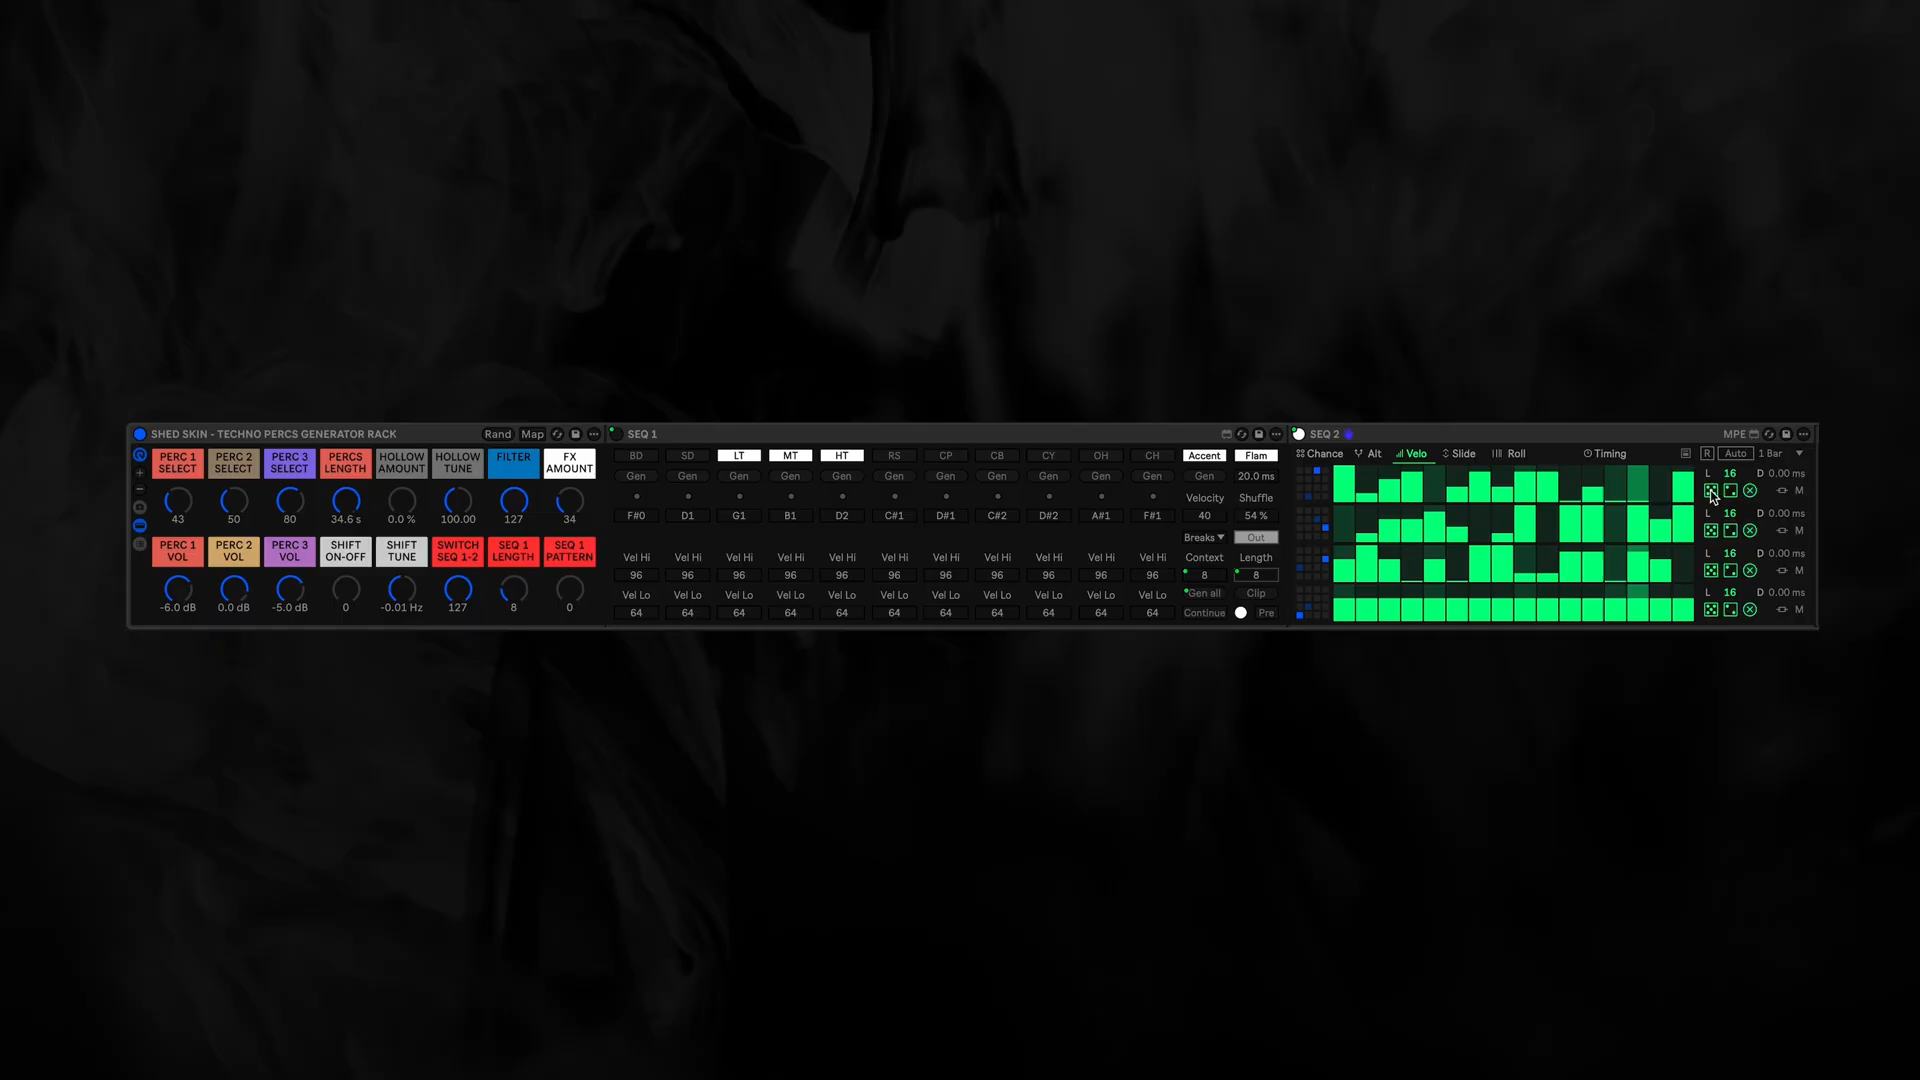 SHED SKIN - TECHNO PERCS GENERATOR RACK
Rand
Map
PERC 1 SELECT
PERC 2 SELECT
PERC 3 SELECT
PERCS LENGTH
HOLLOW AMOUNT
HOLLOW TUNE
FILTER
FX AMOUNT
43
50
80
34.6 s
0.0 %
100.00
127
34
PERC 1 VOL
PERC 2 VOL
PERC 3 VOL
SHIFT ON-OFF
SHIFT TUNE
SWITCH SEQ 1-2
SEQ 1 LENGTH
SEQ 1 PATTERN
-6.0 dB
0.0 dB
-5.0 dB
0
-0.01 Hz
127
8
0
SEQ 1
BD SD LT MT HT RS CP CB CY OH CH Accent Flam
Gen Gen Gen Gen Gen Gen Gen Gen Gen Gen Gen Gen 20.0 ms
Velocity Shuffle
F#0 D1 G1 B1 D2 C#1 D#1 C#2 D#2 A#1 F#1 40 54 %
Breaks Out
Vel Hi Vel Hi Vel Hi Vel Hi Vel Hi Vel Hi Vel Hi Vel Hi Vel Hi Vel Hi Vel Hi Context Length
96 96 96 96 96 96 96 96 96 96 96 8 8
Vel Lo Vel Lo Vel Lo Vel Lo Vel Lo Vel Lo Vel Lo Vel Lo Vel Lo Vel Lo Vel Lo Gen all Clip
64 64 64 64 64 64 64 64 64 64 64 Continue Pre
SEQ 2
MPE
Chance Alt Velo Slide Roll Timing R Auto 1 Bar
L 16 D 0.00 ms
M
L 16 D 0.00 ms
M
L 16 D 0.00 ms
M
L 16 D 0.00 ms
M